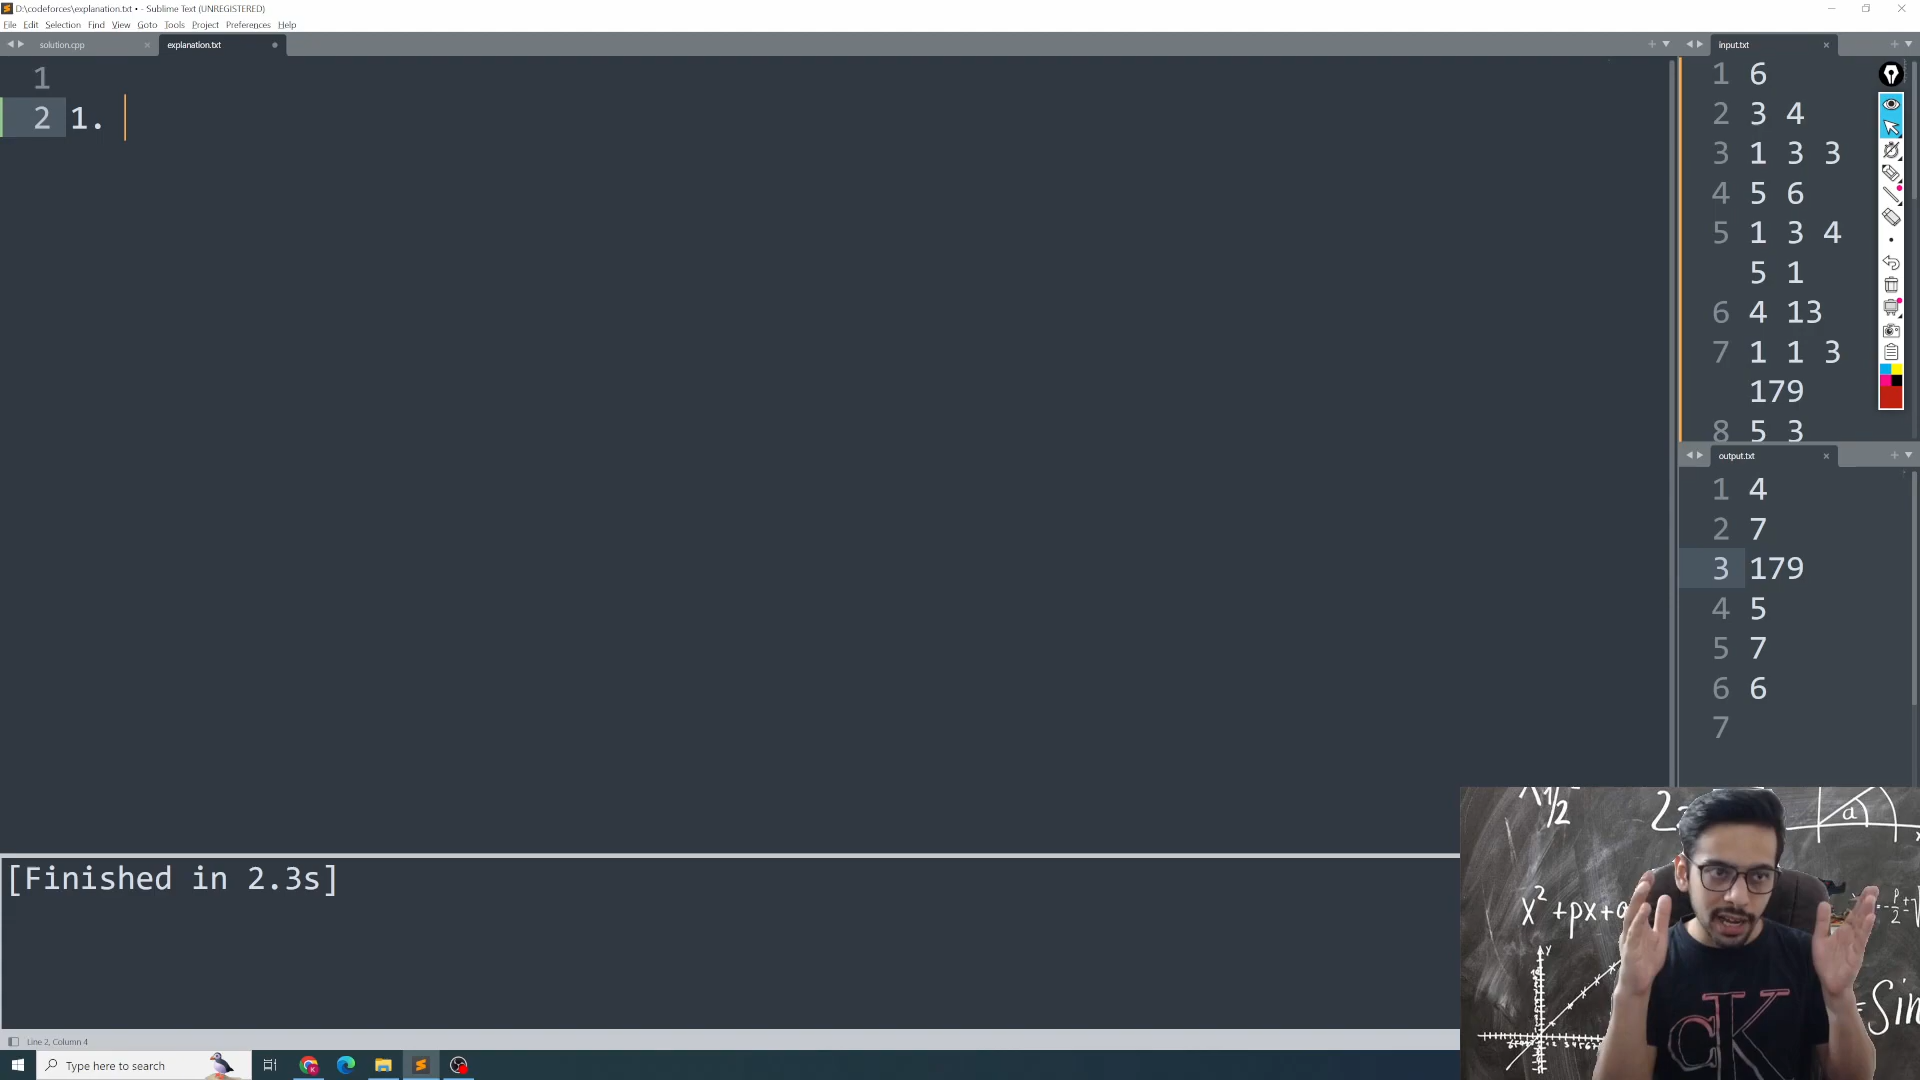 D:\codeforces\explanation.txt • - Sublime Text (UNREGISTERED)
File Edit Selection Find View Goto Tools Project Preferences Help
solution.cpp
explanation.txt
1
2 1.
input.txt
1 6
2 3 4
3 1 3 3
4 5 6
5 1 3 4
5 1
6 4 13
7 1 1 3
179
8 5 3
output.txt
1 4
2 7
3 179
4 5
5 7
6 6
7
[Finished in 2.3s]
Line 2, Column 4
Type here to search
a
x² +px+
y
CK
=Sin